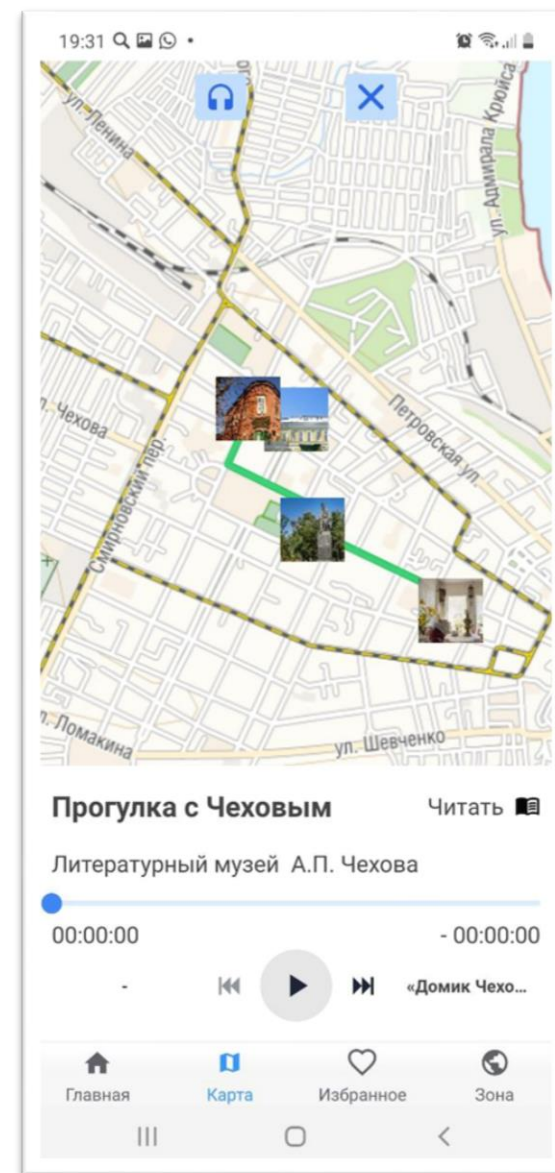 19:31
ул. Ленина
ул. Адмирала Крюйса
л. Чехова
Петровская ул.
Смирновский пер.
л. Ломакина
ул. Шевченко
Прогулка с Чеховым Читать
Литературный музей А.П. Чехова
00:00:00 - 00:00:00
- «Домик Чехо...
Главная Карта Избранное Зона